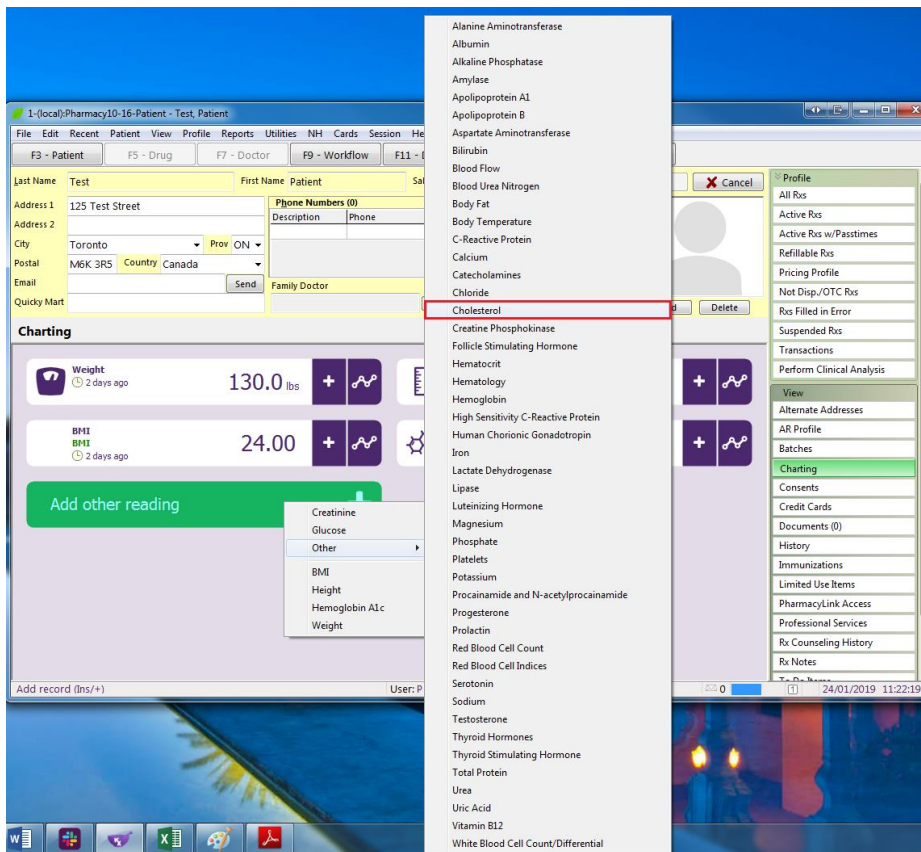 1-(local):Pharmacy10-16-Patient - Test, Patient
File Edit Recent Patient View Profile Reports Utilities NH Cards Session He
F3 - Patient F5 - Drug F7 - Doctor F9 - Workflow F11 -
Last Name Test First Name Patient Sal
Cancel
Address 1 125 Test Street
Address 2
City Toronto Prov ON
Postal M6K 3R5 Country Canada
Email Send
Quicky Mart
Phone Numbers (0)
Description Phone
Family Doctor
Delete
Charting
Weight
2 days ago
130.0 lbs
BMI
BMI
2 days ago
24.00
Add other reading
Creatinine
Glucose
Other
BMI
Height
Hemoglobin A1c
Weight
Alanine Aminotransferase
Albumin
Alkaline Phosphatase
Amylase
Apolipoprotein A1
Apolipoprotein B
Aspartate Aminotransferase
Bilirubin
Blood Flow
Blood Urea Nitrogen
Body Fat
Body Temperature
C-Reactive Protein
Calcium
Catecholamines
Chloride
Cholesterol
Creatine Phosphokinase
Follicle Stimulating Hormone
Hematocrit
Hematology
Hemoglobin
High Sensitivity C-Reactive Protein
Human Chorionic Gonadotropin
Iron
Lactate Dehydrogenase
Lipase
Luteinizing Hormone
Magnesium
Phosphate
Platelets
Potassium
Procainamide and N-acetylprocainamide
Progesterone
Prolactin
Red Blood Cell Count
Red Blood Cell Indices
Serotonin
Sodium
Testosterone
Thyroid Hormones
Thyroid Stimulating Hormone
Total Protein
Urea
Uric Acid
Vitamin B12
White Blood Cell Count/Differential
Profile
All Rxs
Active Rxs
Active Rxs w/Passtimes
Refillable Rxs
Pricing Profile
Not Disp./OTC Rxs
Rxs Filled in Error
Suspended Rxs
Transactions
Perform Clinical Analysis
View
Alternate Addresses
AR Profile
Batches
Charting
Consents
Credit Cards
Documents (0)
History
Immunizations
Limited Use Items
PharmacyLink Access
Professional Services
Rx Counseling History
Rx Notes
Add record (Ins/+) User: P 0 1 24/01/2019 11:22:19